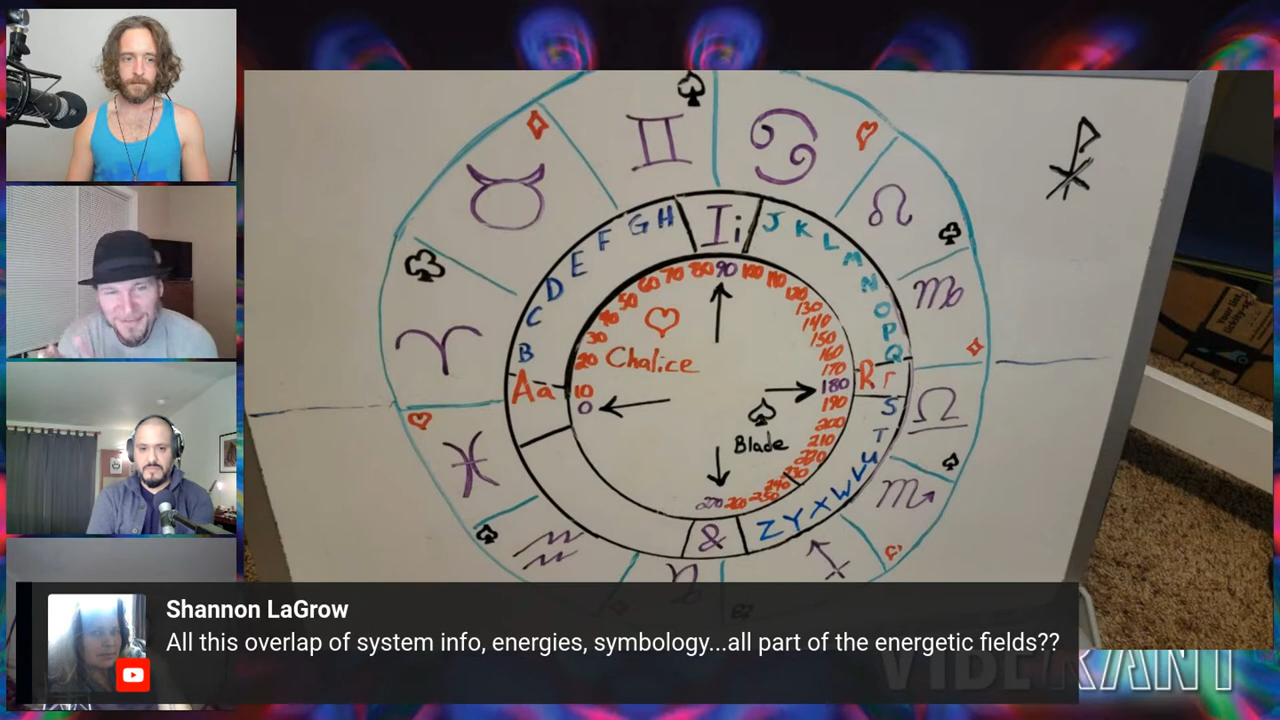 I i
A a
B
C
D
E
F
G
H
J
K
L
M
N
O
P
Q
R r
S
T
U
V
W
X
Y
Z
&
0
10
20
30
40
50
60
70
80
90
100
110
120
130
140
150
160
170
180
190
200
210
220
230
240
250
260
270
Chalice
Blade
Shannon LaGrow
All this overlap of system info, energies, symbology...all part of the energetic fields??